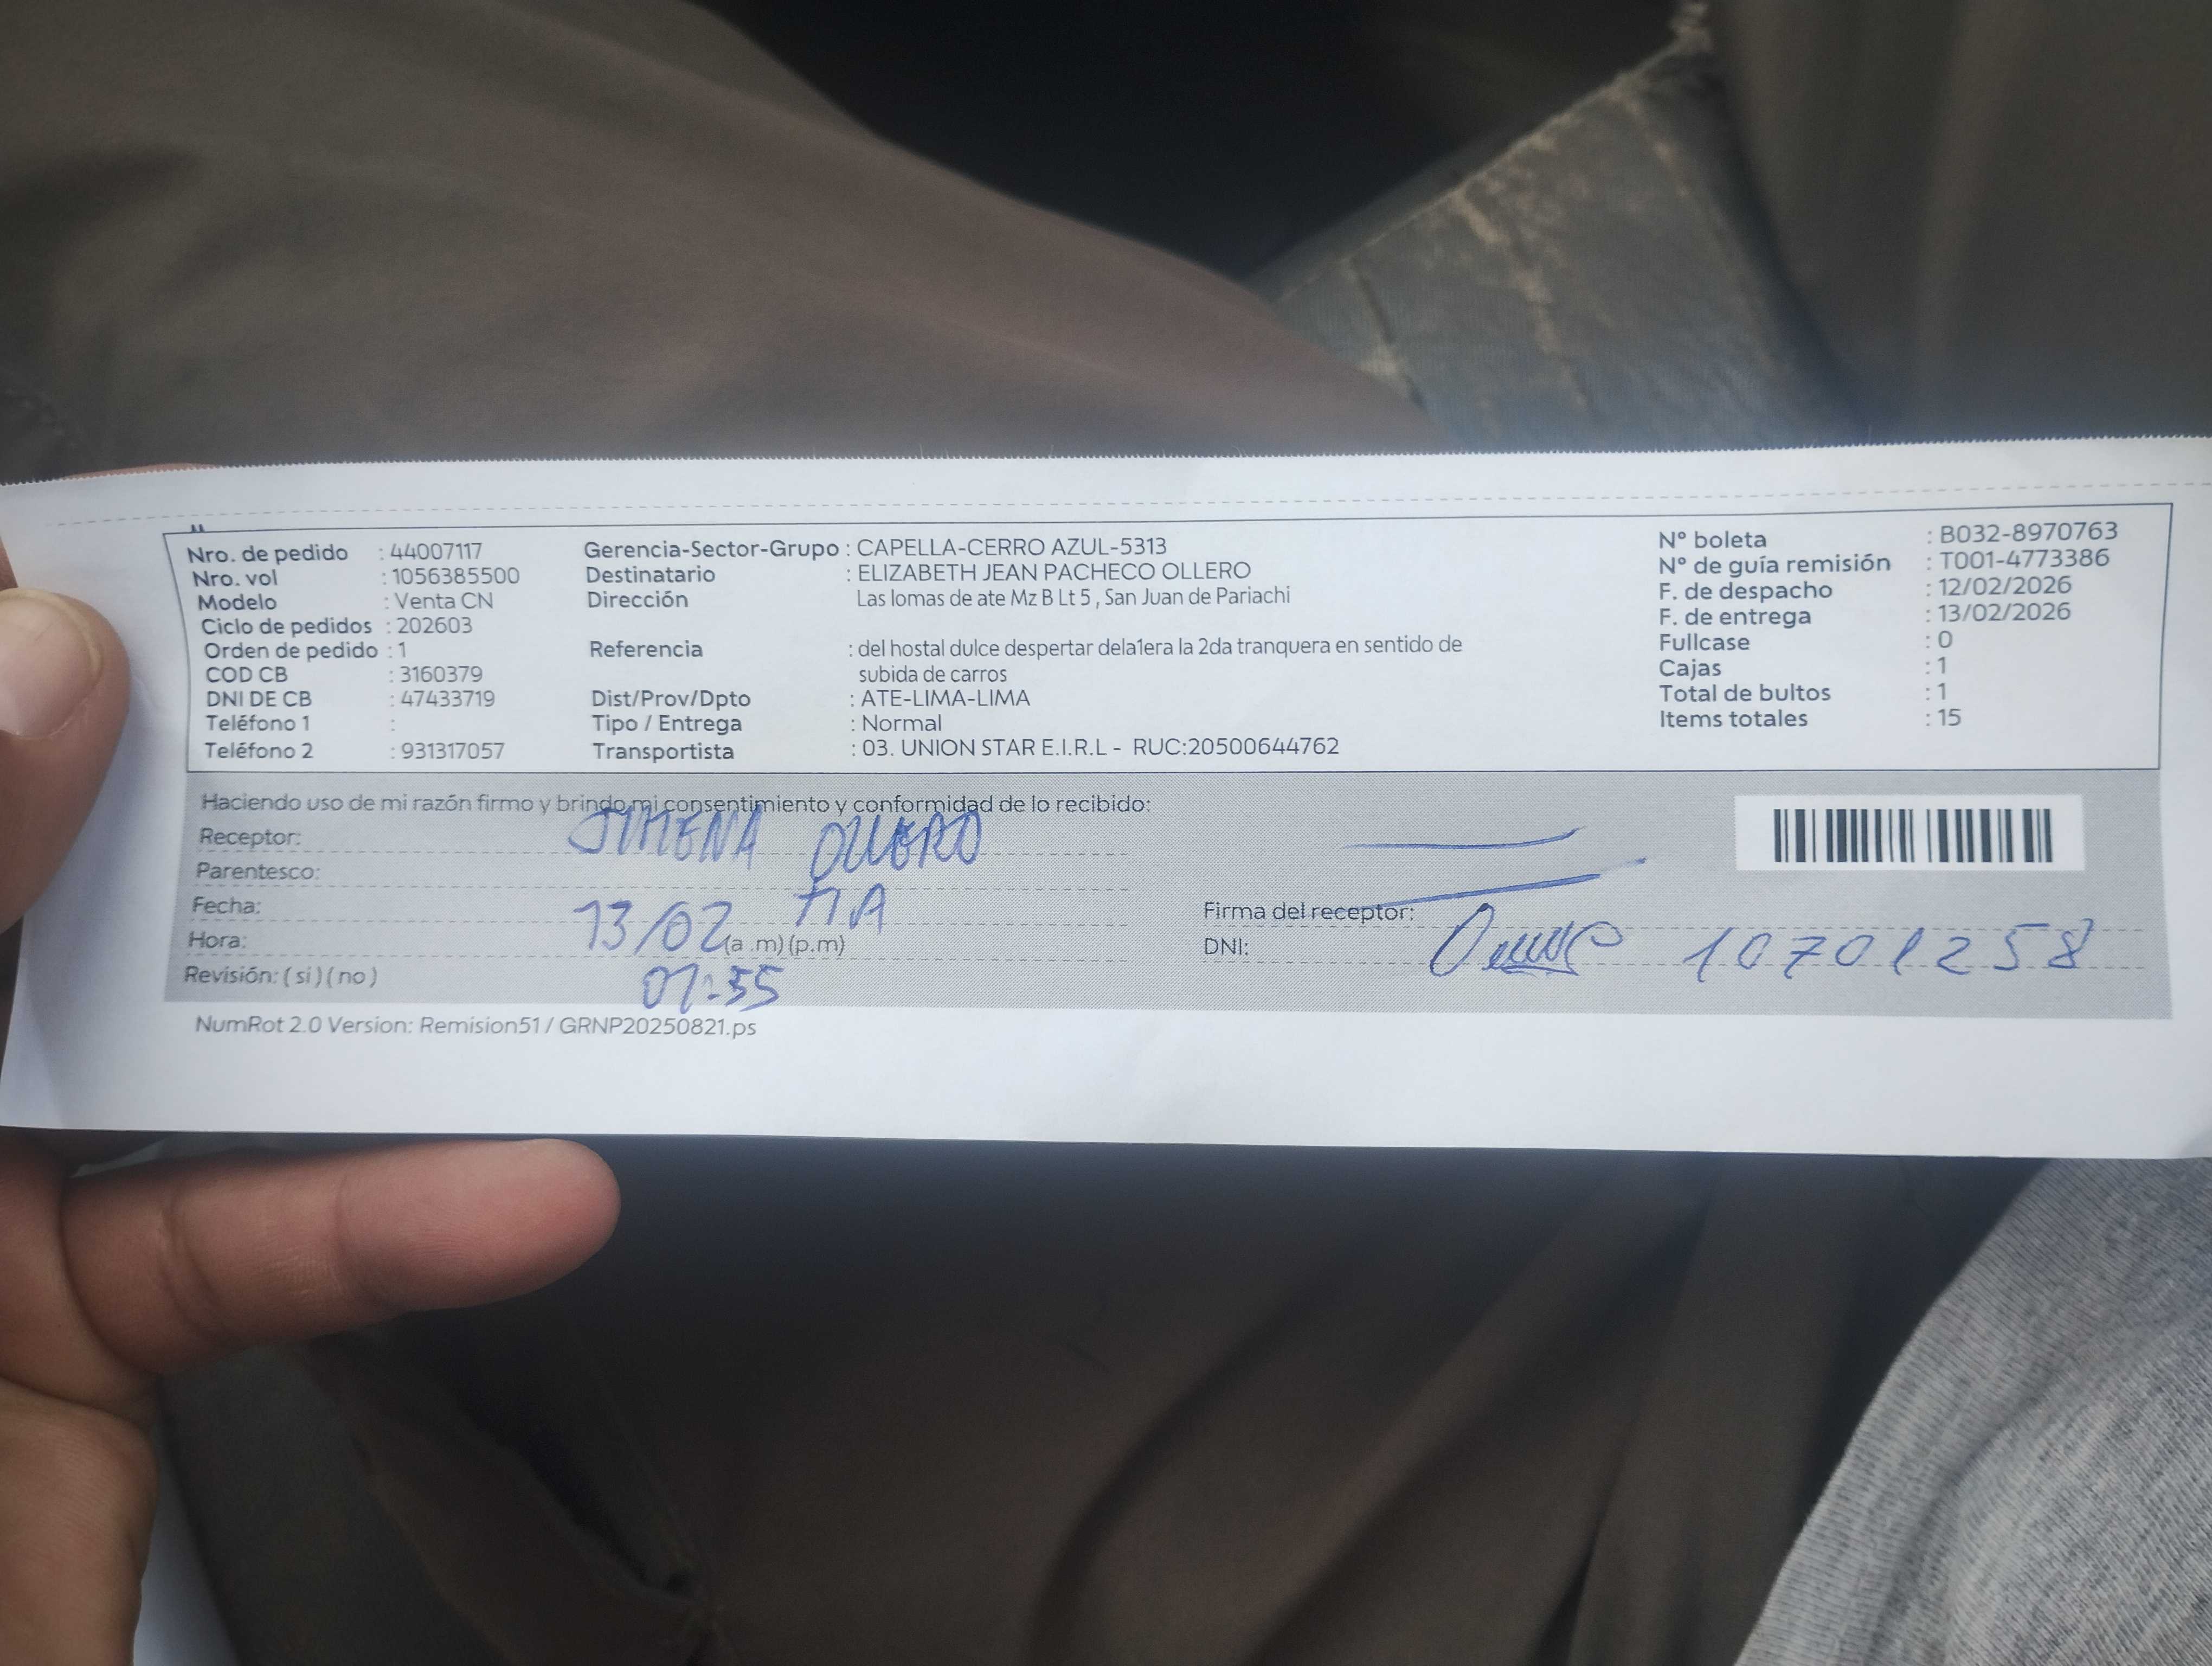 Nro. de pedido : 44007117 Gerencia-Sector-Grupo : CAPELLA-CERRO AZUL-5313 N° boleta : B032-8970763
Nro. vol : 1056385500 Destinatario : ELIZABETH JEAN PACHECO OLLERO N° de guía remisión : T001-4773386
Modelo : Venta CN Dirección Las lomas de ate Mz B Lt 5 , San Juan de Pariachi F. de despacho : 12/02/2026
Ciclo de pedidos : 202603 F. de entrega : 13/02/2026
Orden de pedido : 1 Referencia : del hostal dulce despertar dela1era la 2da tranquera en sentido de Fullcase : 0
COD CB : 3160379 subida de carros Cajas : 1
DNI DE CB : 47433719 Dist/Prov/Dpto : ATE-LIMA-LIMA Total de bultos : 1
Teléfono 1 : Tipo / Entrega : Normal Items totales : 15
Teléfono 2 : 931317057 Transportista : 03. UNION STAR E.I.R.L - RUC:20500644762
Haciendo uso de mi razón firmo y brindo mi consentimiento y conformidad de lo recibido:
Receptor: JIMENA OLLERO
Parentesco: TIA
Fecha: 13/02 Firma del receptor:
Hora: (a .m) (p.m) DNI: 10701258
Revisión: ( si ) ( no ) 01:55
NumRot 2.0 Version: Remision51 / GRNP20250821.ps